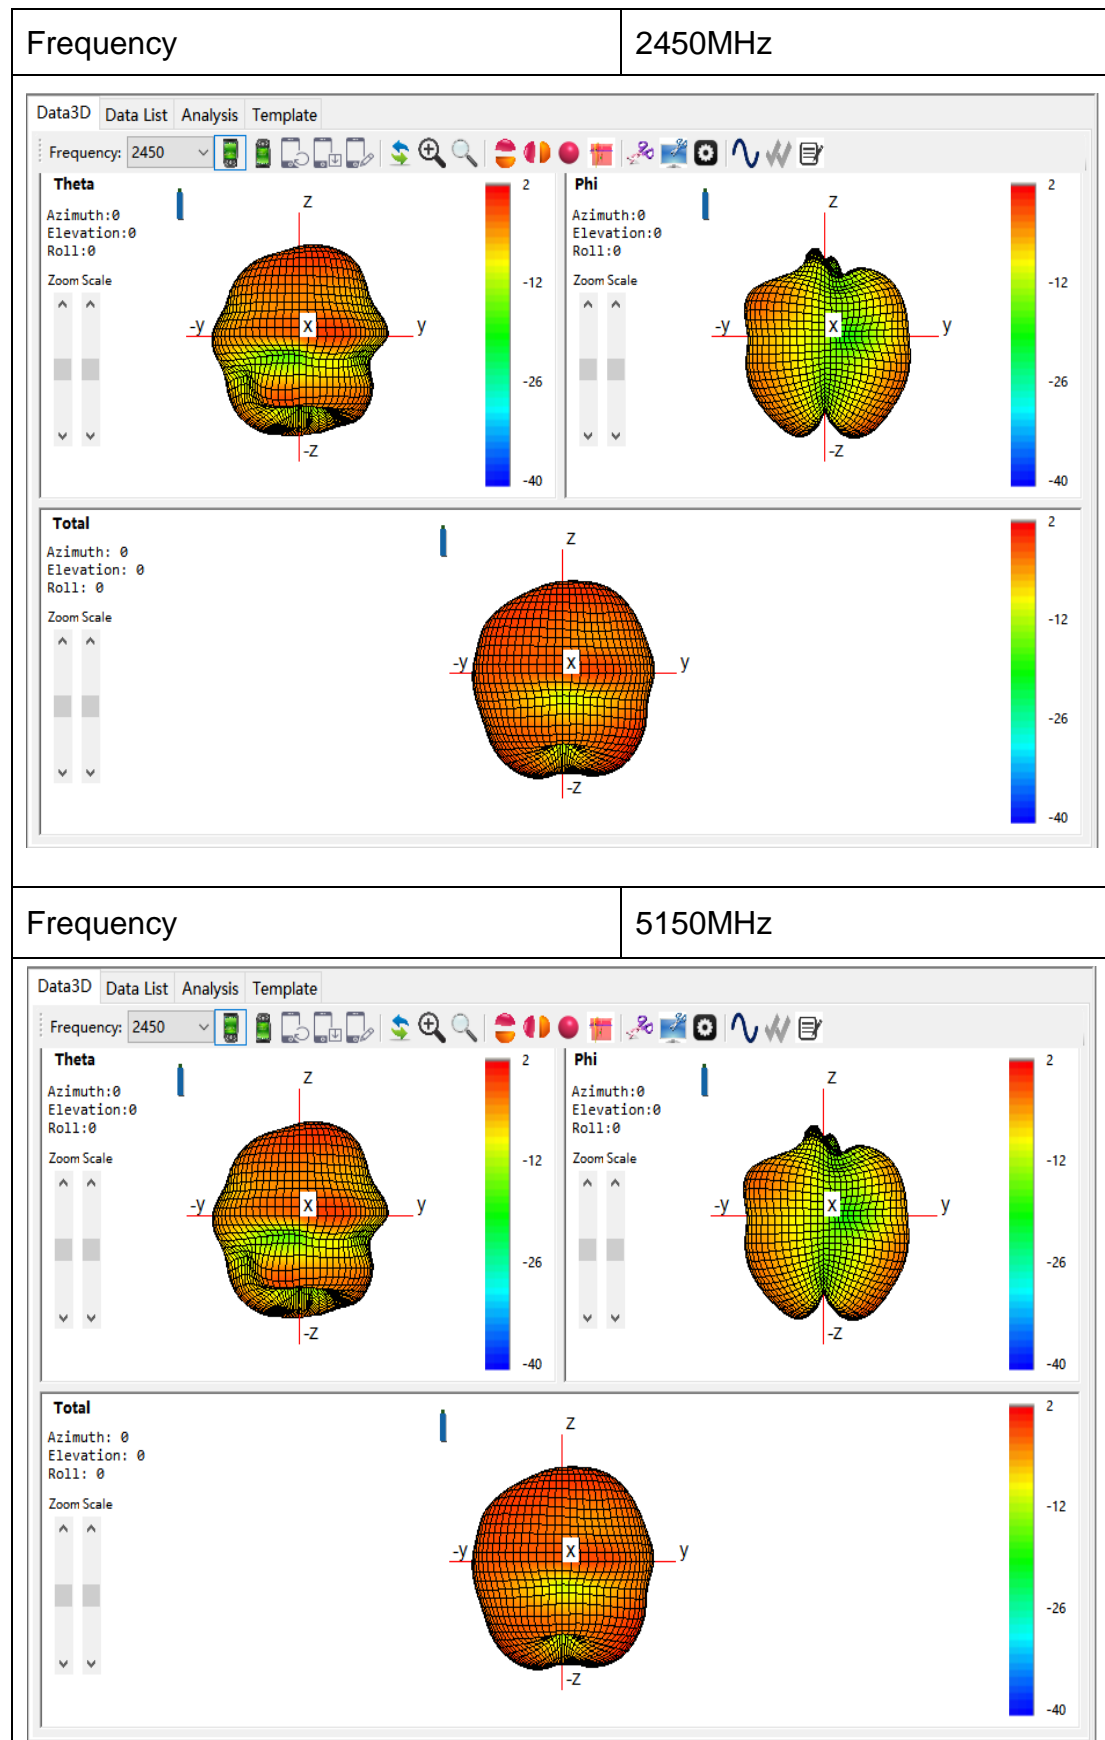 Frequency 2450MHz
Data3D Data List Analysis Template
Frequency: 2450
Theta
Azimuth:0
Elevation:0
Roll:0
Zoom Scale
Z
-y X y
-Z
2
-12
-26
-40
Phi
Azimuth:0
Elevation:0
Roll:0
Zoom Scale
Z
-y X y
-Z
2
-12
-26
-40
Total
Azimuth: 0
Elevation: 0
Roll: 0
Zoom Scale
Z
-y X y
-Z
2
-12
-26
-40
Frequency 5150MHz
Data3D Data List Analysis Template
Frequency: 2450
Theta
Azimuth:0
Elevation:0
Roll:0
Zoom Scale
Z
-y X y
-Z
2
-12
-26
-40
Phi
Azimuth:0
Elevation:0
Roll:0
Zoom Scale
Z
-y X y
-Z
2
-12
-26
-40
Total
Azimuth: 0
Elevation: 0
Roll: 0
Zoom Scale
Z
-y X y
-Z
2
-12
-26
-40